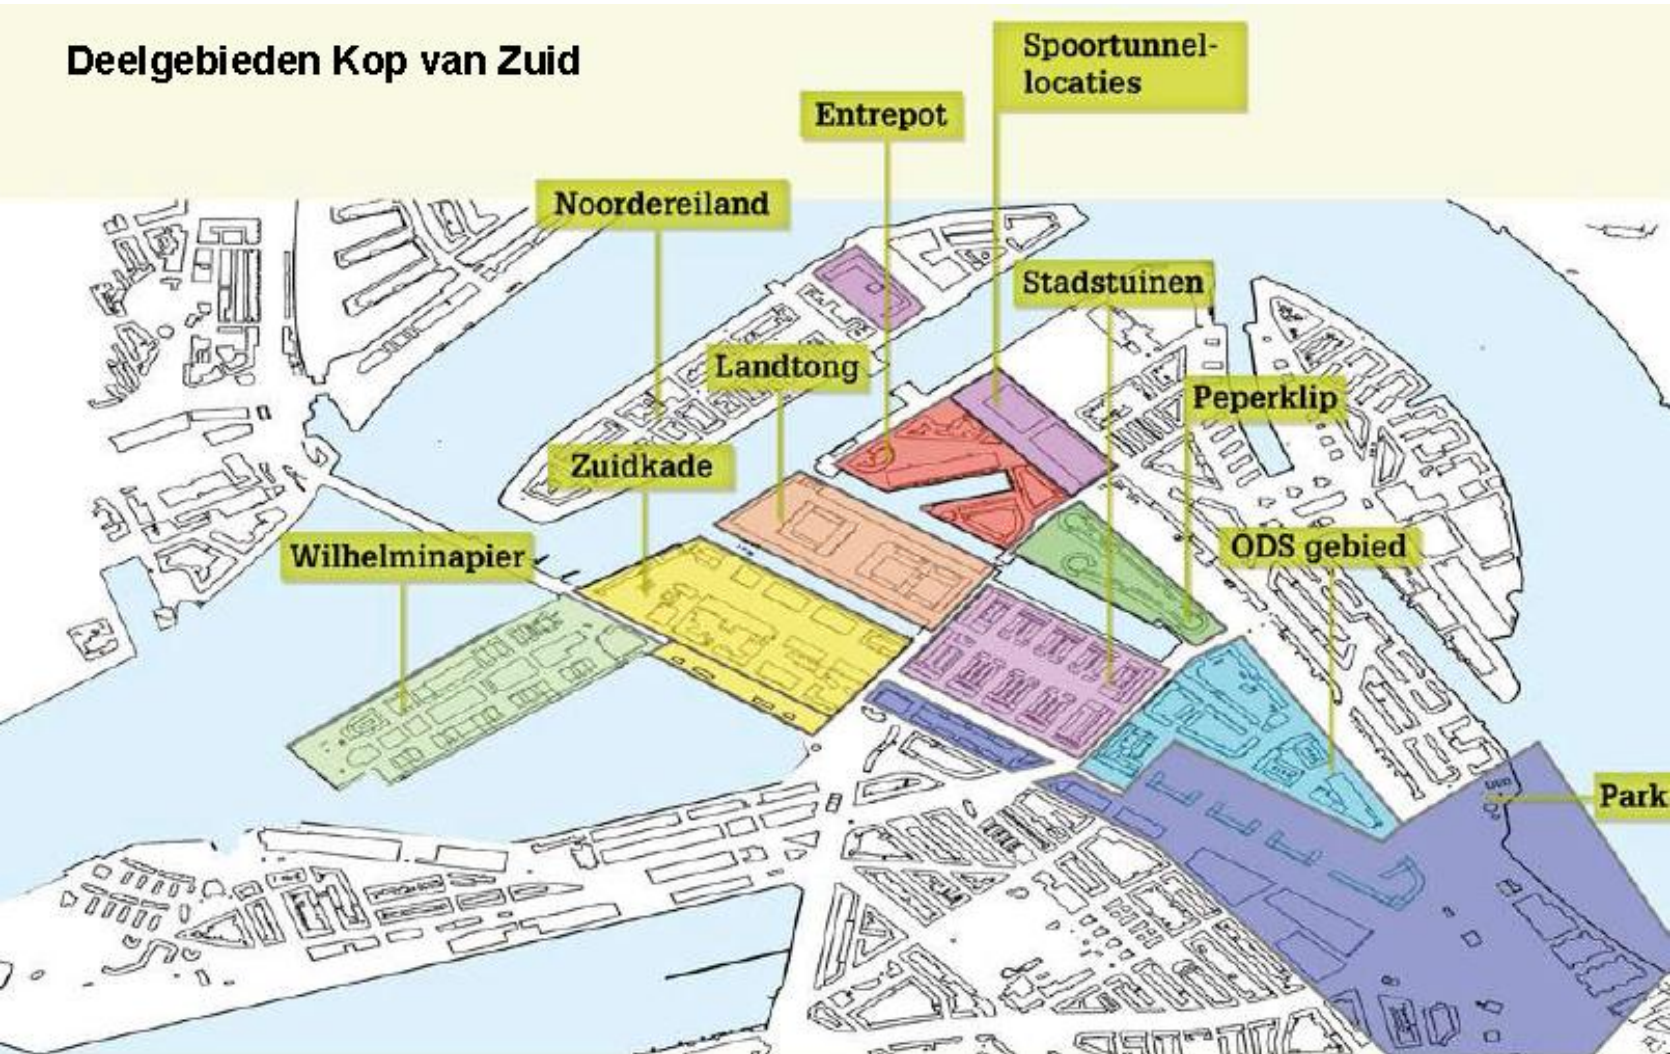 Deelgebieden Kop van Zuid
Spoortunnel-
locaties
Entrepot
Noordereiland
Stadstuinen
Landtong
Peperklip
Zuidkade
ODS gebied
Wilhelminapier
Park